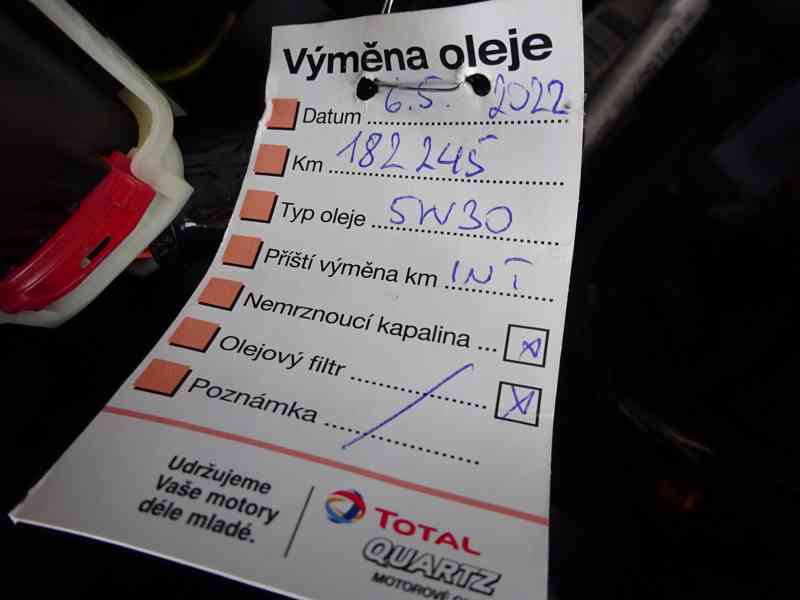 Výměna oleje
Datum 6.5. 2022
Km 182 245
Typ oleje 5W30
Příští výměna km INT
Nemrznoucí kapalina ...
Olejový filtr
Poznámka
Udržujeme
Vaše motory
déle mladé.
TOTAL
QUARTZ
MOTOROVÉ